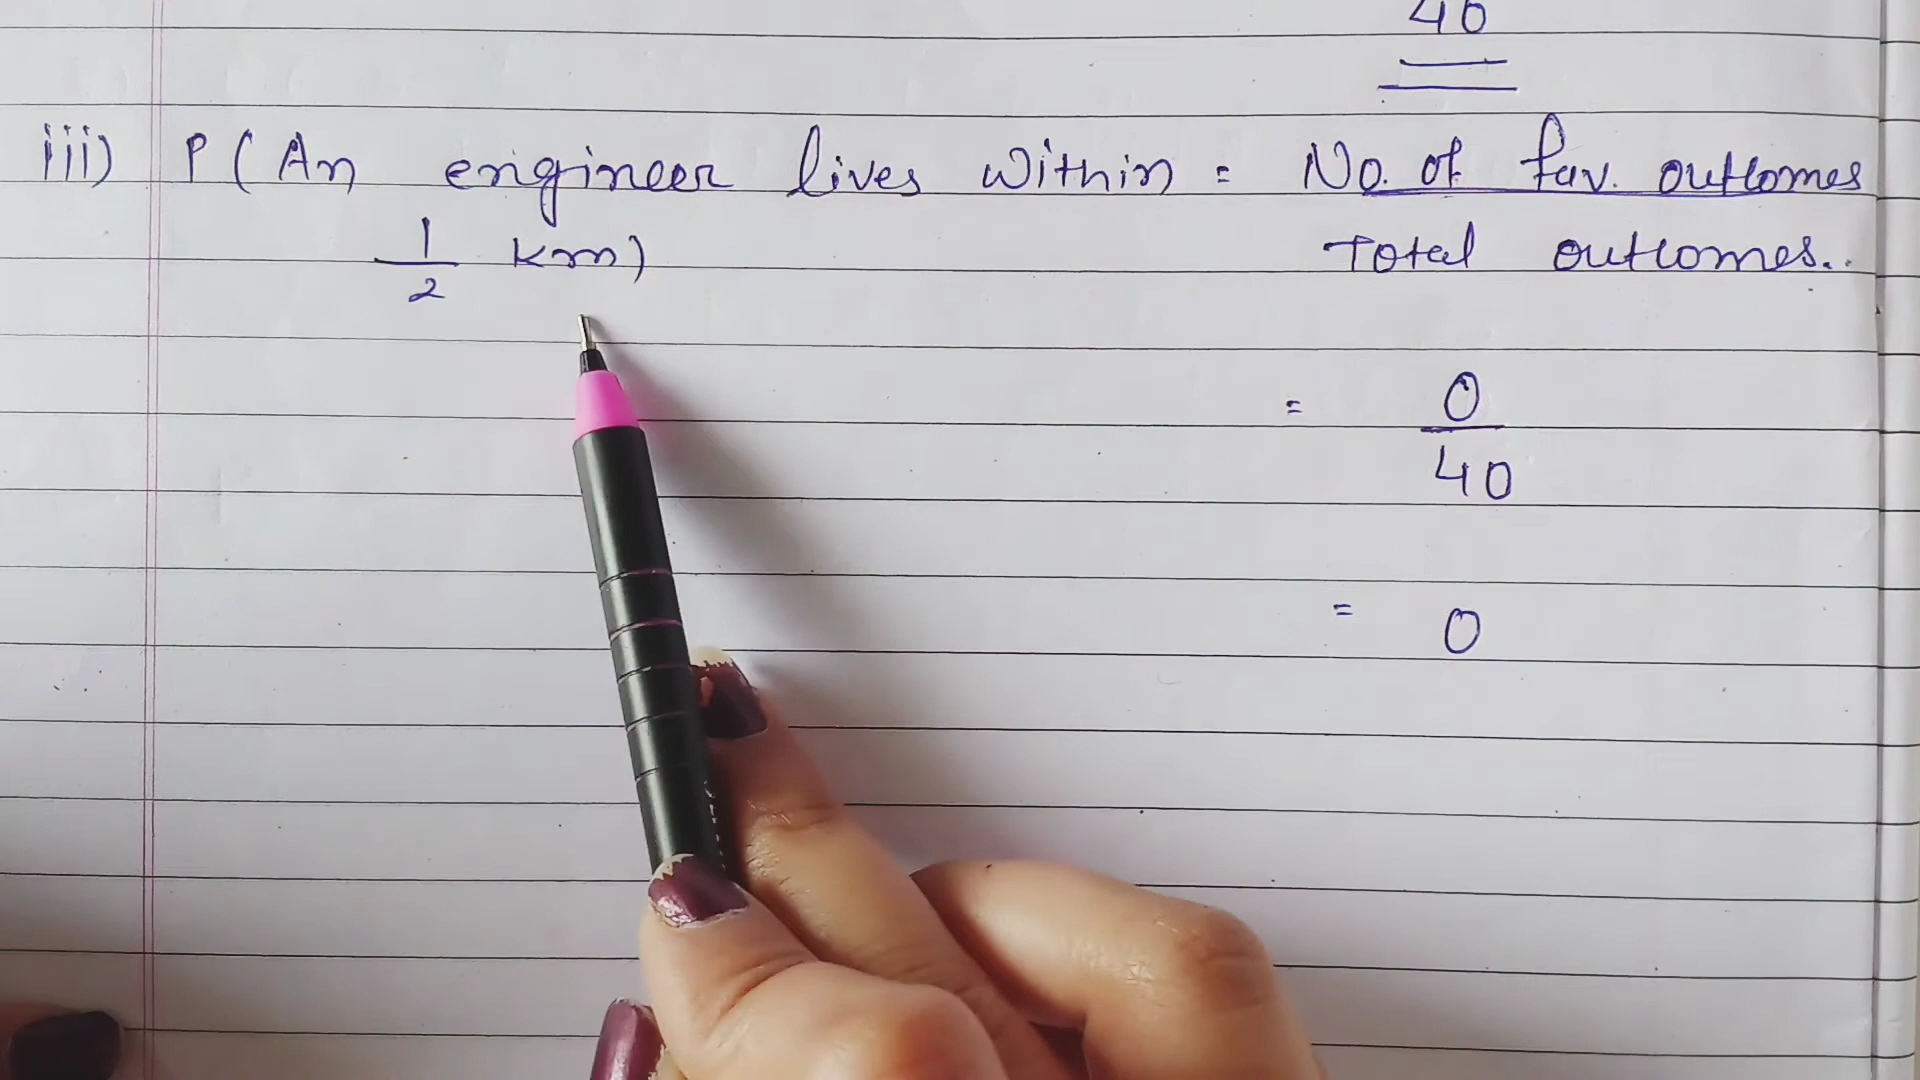 40
iii) P ( An engineer lives within = No. of fav. outcomes
1/2 km) Total outcomes..
= 0/40
= 0